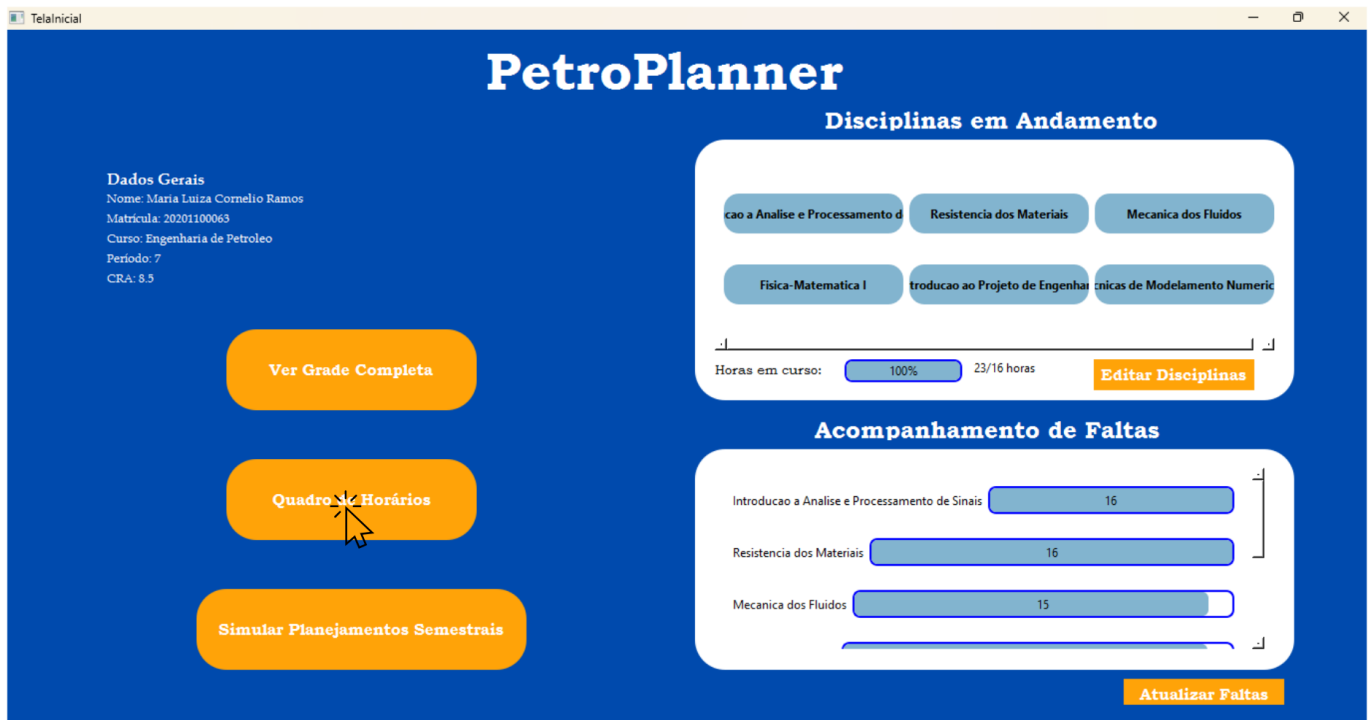 TelaInicial
PetroPlanner
Dados Gerais
Nome: Maria Luiza Cornelio Ramos
Matrícula: 20201100063
Curso: Engenharia de Petroleo
Período: 7
CRA: 8.5
Ver Grade Completa
Quadro de Horários
Simular Planejamentos Semestrais
Disciplinas em Andamento
cao a Analise e Processamento d
Resistencia dos Materiais
Mecanica dos Fluidos
Fisica-Matematica I
troducao ao Projeto de Engenhar
cnicas de Modelamento Numeric
Horas em curso:
100%
23/16 horas
Editar Disciplinas
Acompanhamento de Faltas
Introducao a Analise e Processamento de Sinais
16
Resistencia dos Materiais
16
Mecanica dos Fluidos
15
Atualizar Faltas